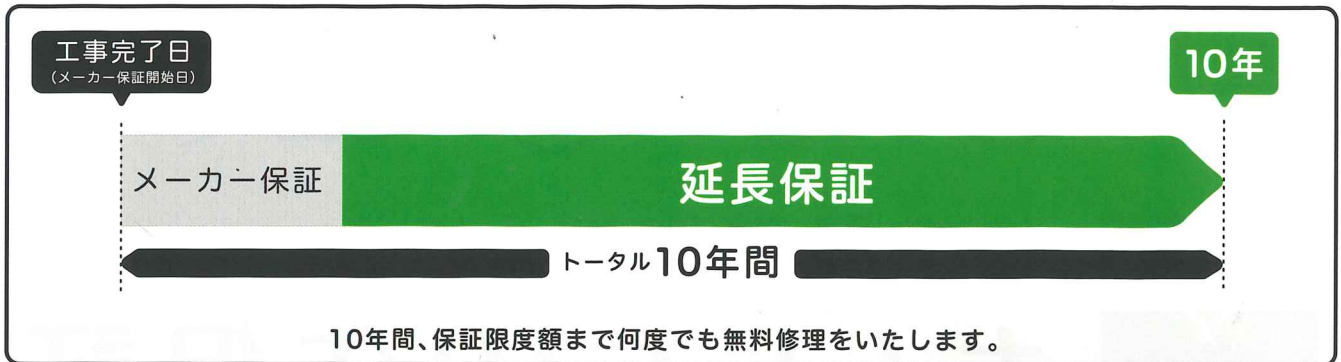 工事完了日
(メーカー保証開始日)
10年
メーカー保証
延長保証
トータル10年間
10年間、保証限度額まで何度でも無料修理をいたします。